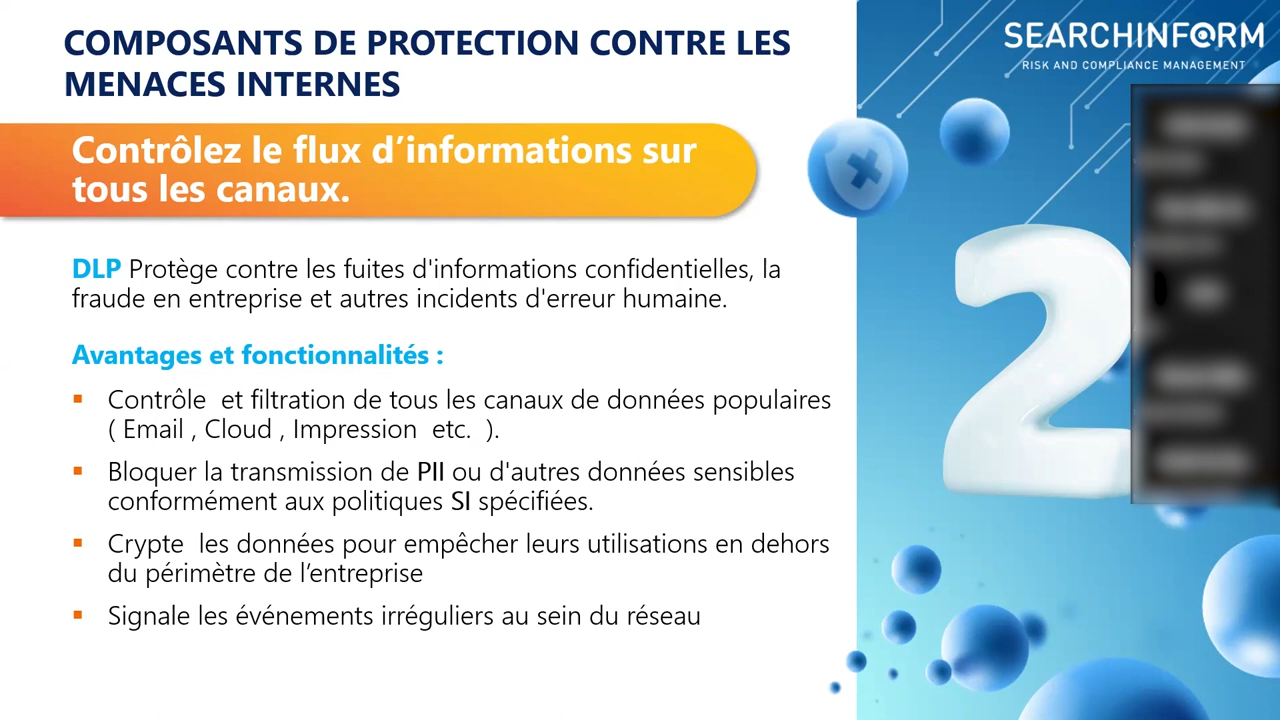 COMPOSANTS DE PROTECTION CONTRE LES
MENACES INTERNES
SEARCHINF@RM
RISK AND COMPLIANCE MANAGEMENT
Contrôlez le flux d’informations sur
tous les canaux.
DLP Protège contre les fuites d'informations confidentielles, la
fraude en entreprise et autres incidents d'erreur humaine.
Avantages et fonctionnalités :
▪ Contrôle et filtration de tous les canaux de données populaires
( Email , Cloud , Impression etc. ).
▪ Bloquer la transmission de PII ou d'autres données sensibles
conformément aux politiques SI spécifiées.
▪ Crypte les données pour empêcher leurs utilisations en dehors
du périmètre de l’entreprise
▪ Signale les événements irréguliers au sein du réseau
2